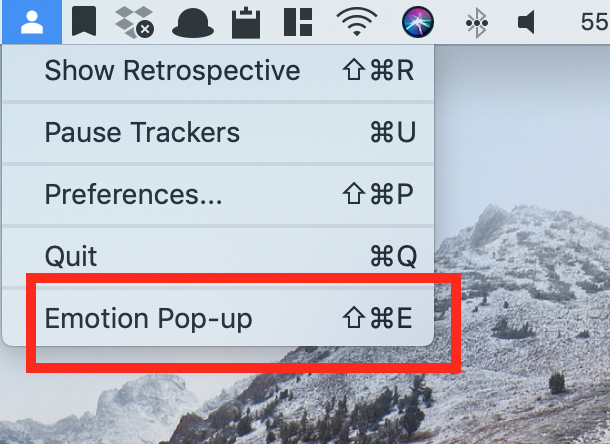 55
Show Retrospective ⇧⌘R
Pause Trackers ⌘U
Preferences... ⇧⌘P
Quit ⌘Q
Emotion Pop-up ⇧⌘E